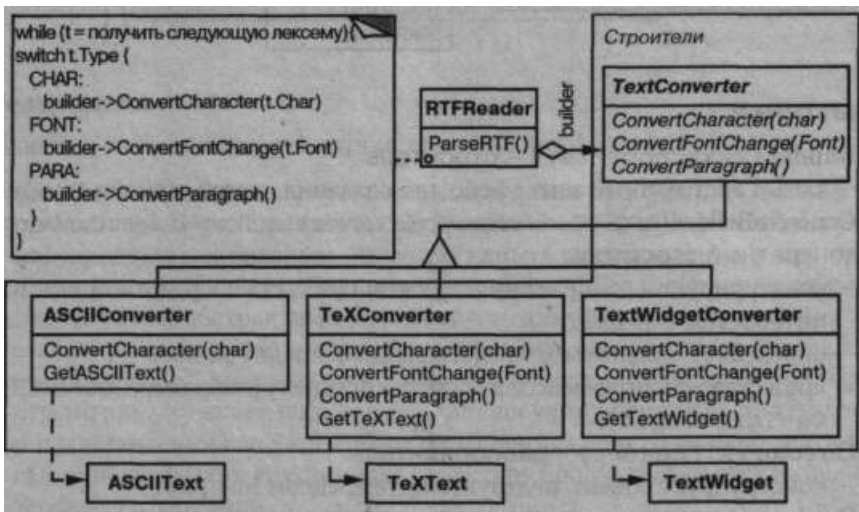 while (t = получить следующую лексему){
switch t.Type {
CHAR:
builder->ConvertCharacter(t.Char)
FONT:
builder->ConvertFontChange(t.Font)
PARA:
builder->ConvertParagraph()
}
}
RTFReader
ParseRTF()
builder
Строители
TextConverter
ConvertCharacter(char)
ConvertFontChange(Font)
ConvertParagraph()
ASCIIConverter
ConvertCharacter(char)
GetASCIIText()
TeXConverter
ConvertCharacter(char)
ConvertFontChange(Font)
ConvertParagraph()
GetTeXText()
TextWidgetConverter
ConvertCharacter(char)
ConvertFontChange(Font)
ConvertParagraph()
GetTextWidget()
ASCIIText
TeXText
TextWidget